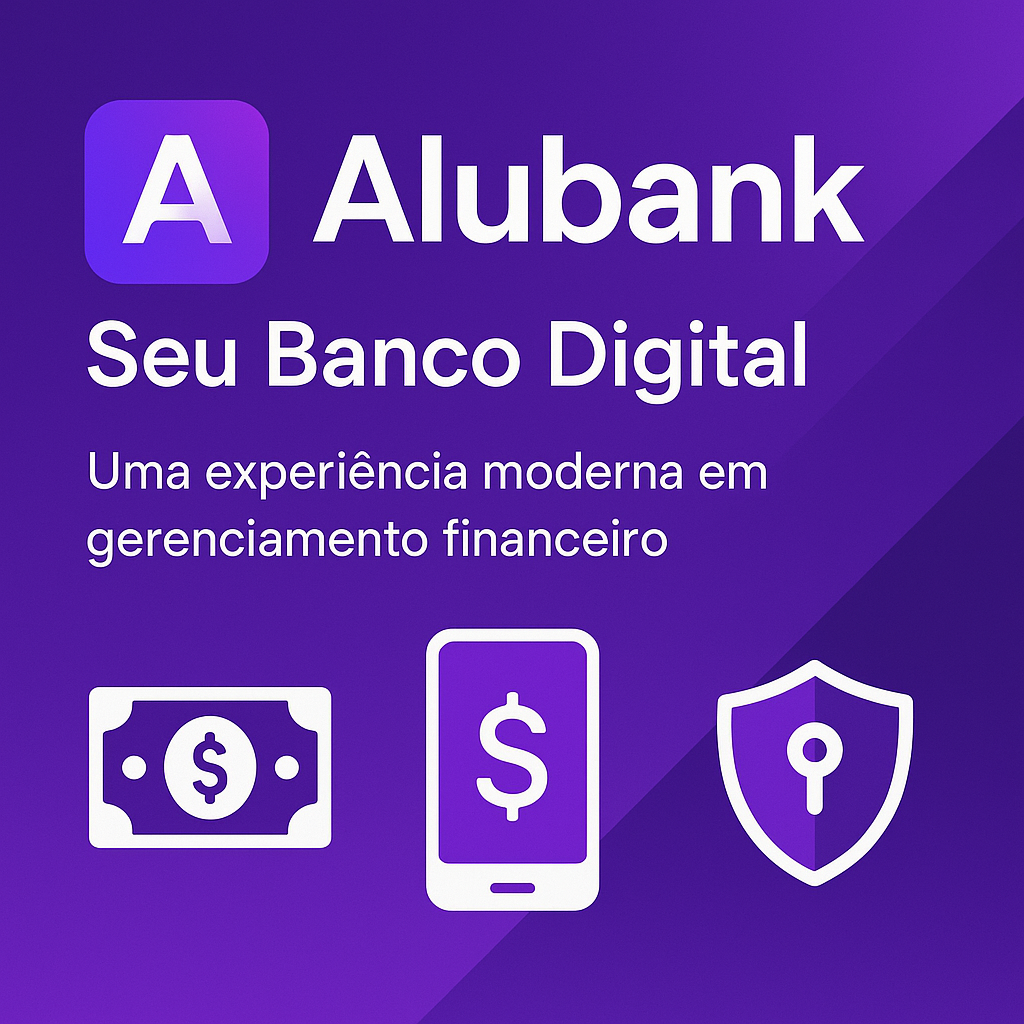 A Alubank
Seu Banco Digital
Uma experiência moderna em
gerenciamento financeiro
$
$